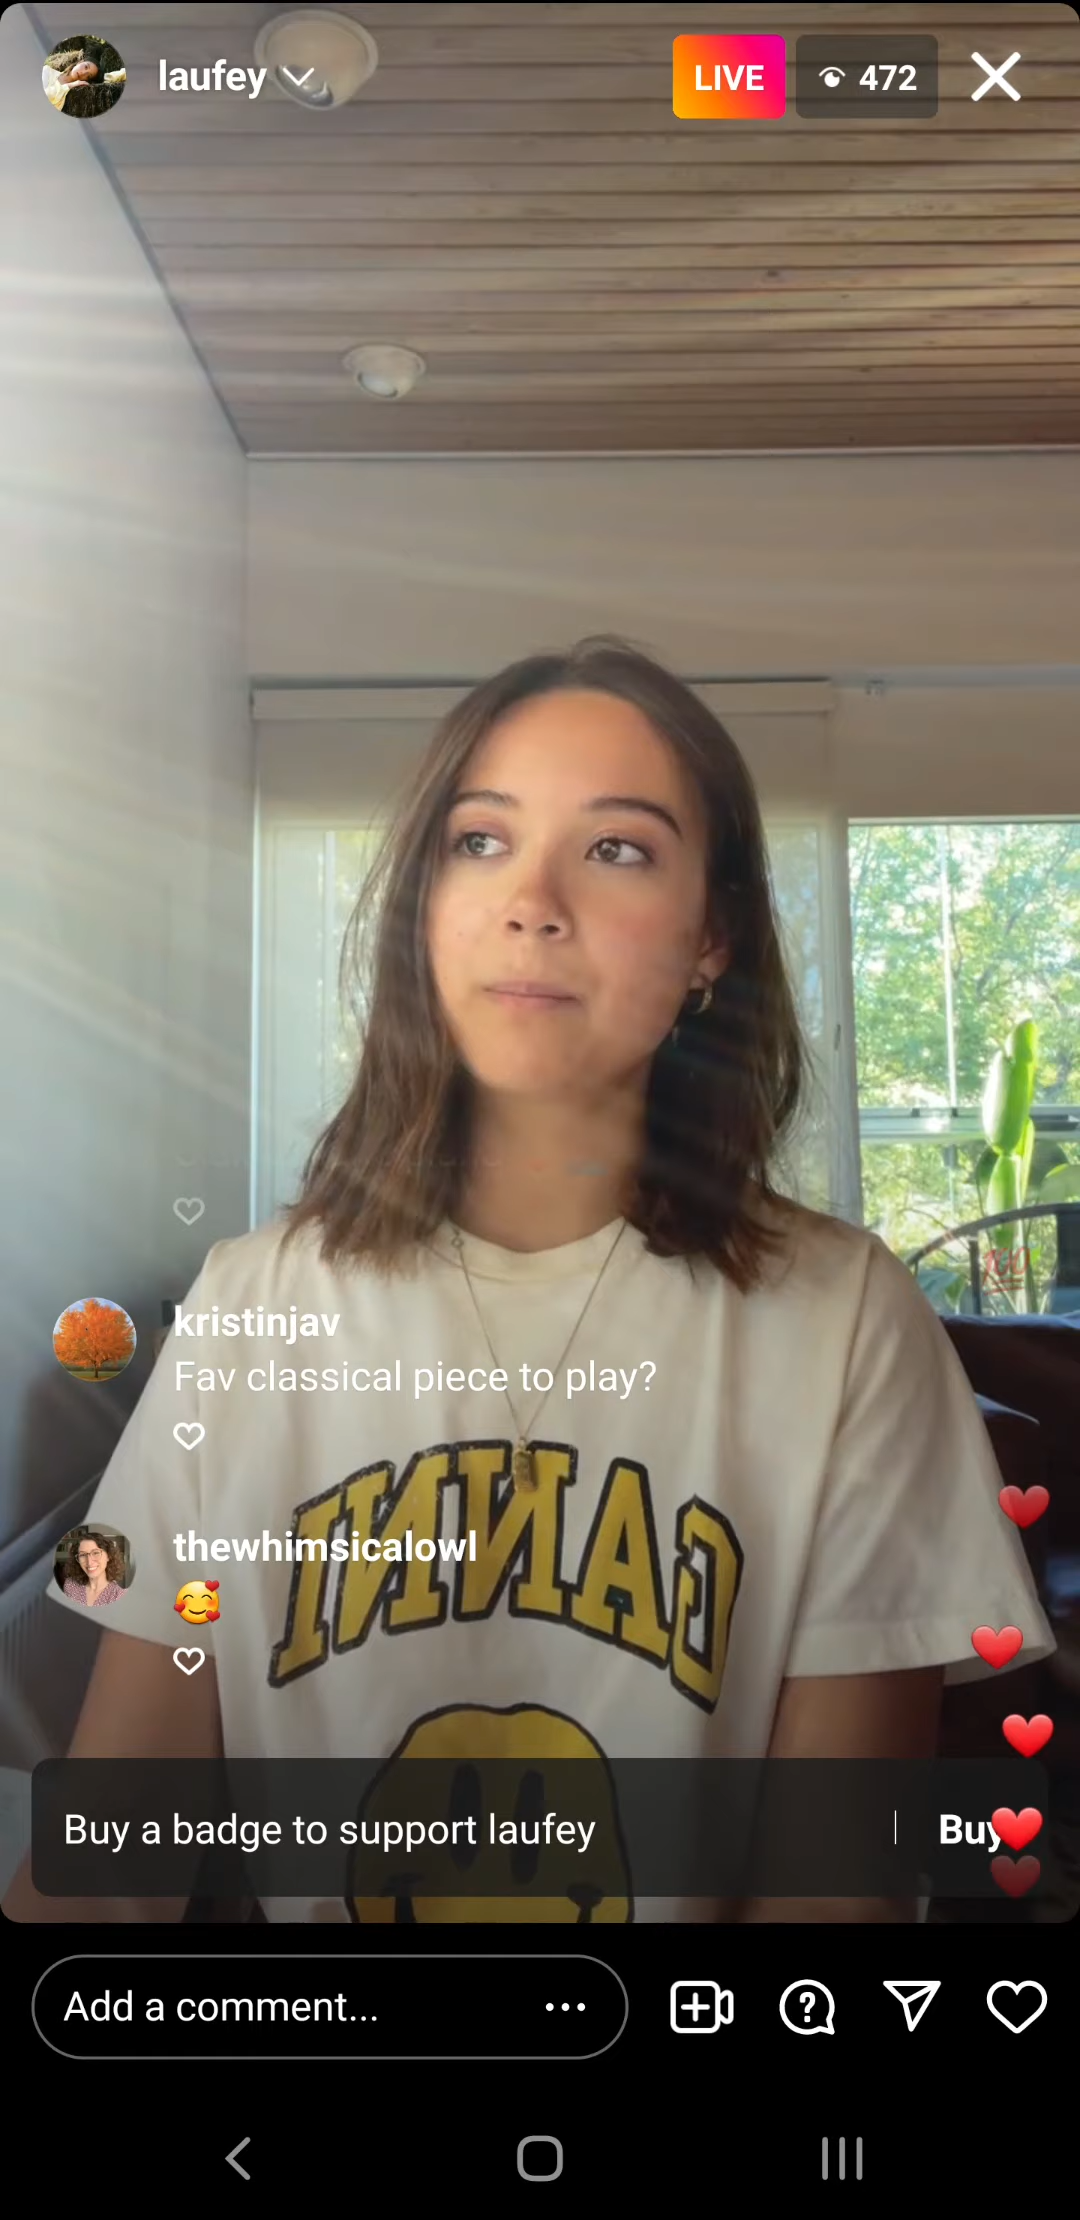 laufey
LIVE
472
kristinjav
Fav classical piece to play?
thewhimsicalowl
🥰
GANNI
Buy a badge to support laufey
Buy
Add a comment...